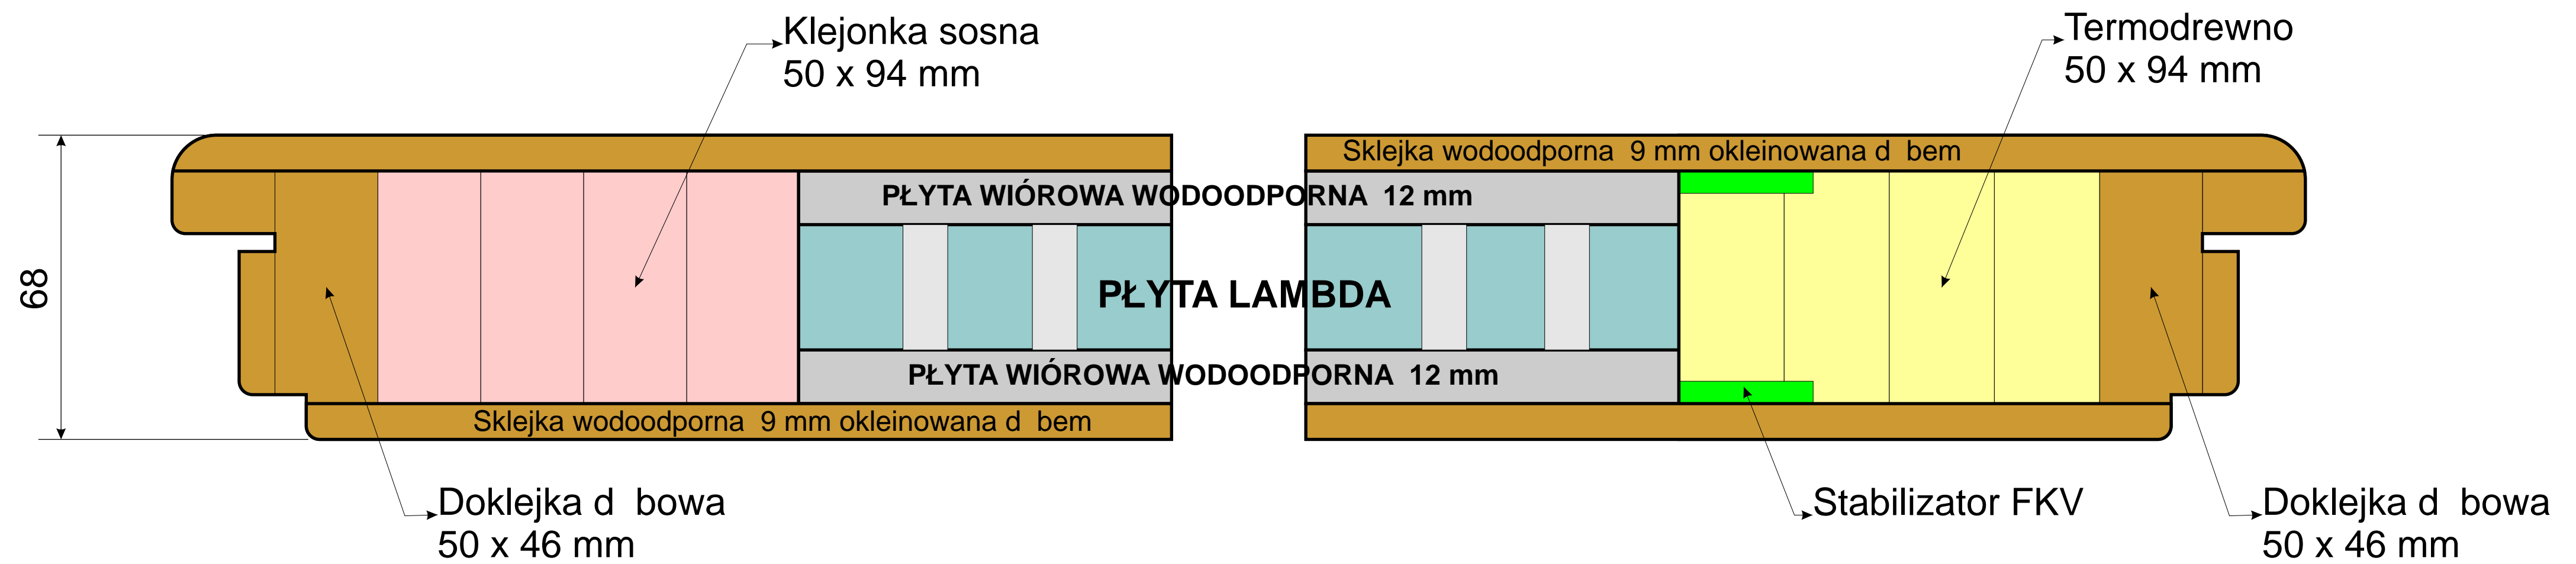 Klejonka sosna
50 x 94 mm
Termodrewno
50 x 94 mm
Sklejka wodoodporna 9 mm okleinowana d bem
PŁYTA WIÓROWA WODOODPORNA 12 mm
68
PŁYTA LAMBDA
PŁYTA WIÓROWA WODOODPORNA 12 mm
Sklejka wodoodporna 9 mm okleinowana d bem
Doklejka d bowa
50 x 46 mm
Stabilizator FKV
Doklejka d bowa
50 x 46 mm